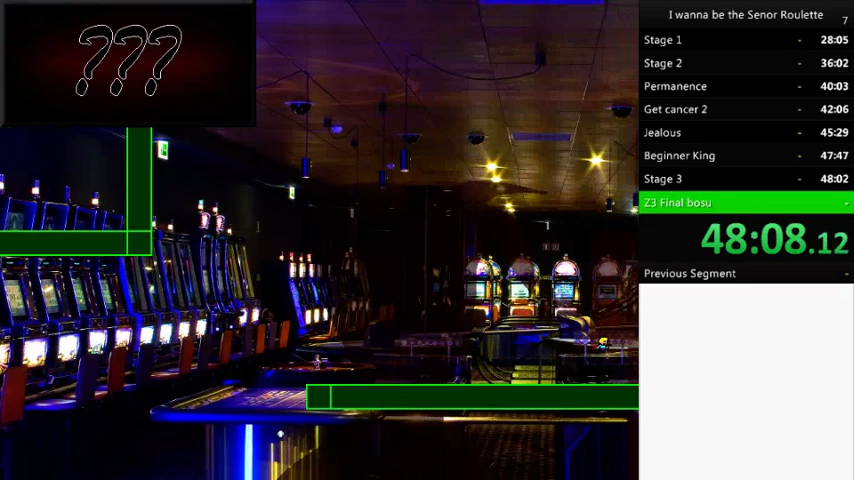 ???
I wanna be the Senor Roulette
7
Stage 1 - 28:05
Stage 2 - 36:02
Permanence - 40:03
Get cancer 2 - 42:06
Jealous - 45:29
Beginner King - 47:47
Stage 3 - 48:02
Z3 Final bosu -
48:08.12
Previous Segment -